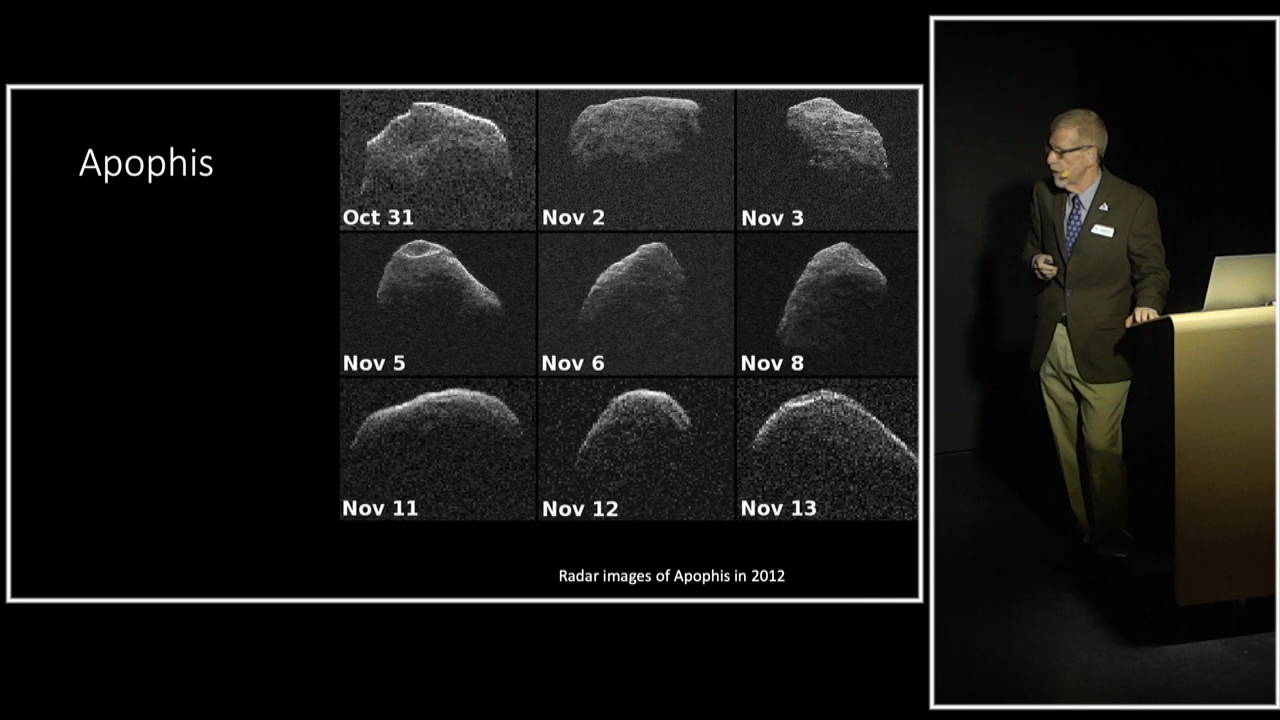 Apophis
Oct 31
Nov 2
Nov 3
Nov 5
Nov 6
Nov 8
Nov 11
Nov 12
Nov 13
Radar images of Apophis in 2012